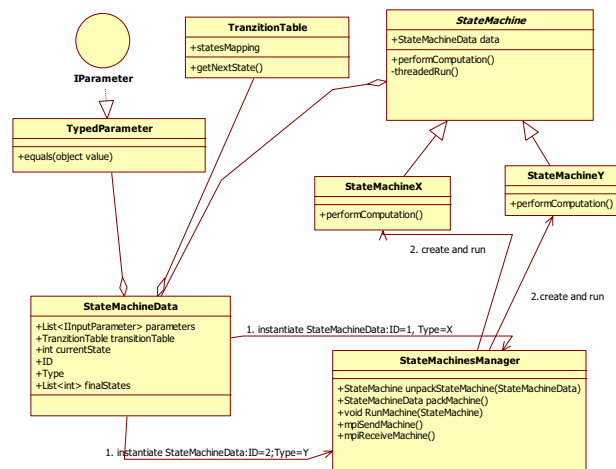 IParameter
TypedParameter
+equals(object value)
TranzitionTable
+statesMapping
+getNextState()
StateMachine
+StateMachineData data
+performComputation()
-threadedRun()
StateMachineX
+performComputation()
StateMachineY
+performComputation()
2. create and run
2.create and run
StateMachineData
+List<IInputParameter> parameters
+TranzitionTable transitionTable
+int currentState
+ID
+Type
+List<int> finalStates
1. instantiate StateMachineData:ID=1, Type=X
StateMachinesManager
+StateMachine unpackStateMachine(StateMachineData)
+StateMachineData packMachine()
+void RunMachine(StateMachine)
+mpiSendMachine()
+mpiReceiveMachine()
1. instantiate StateMachineData:ID=2;Type=Y